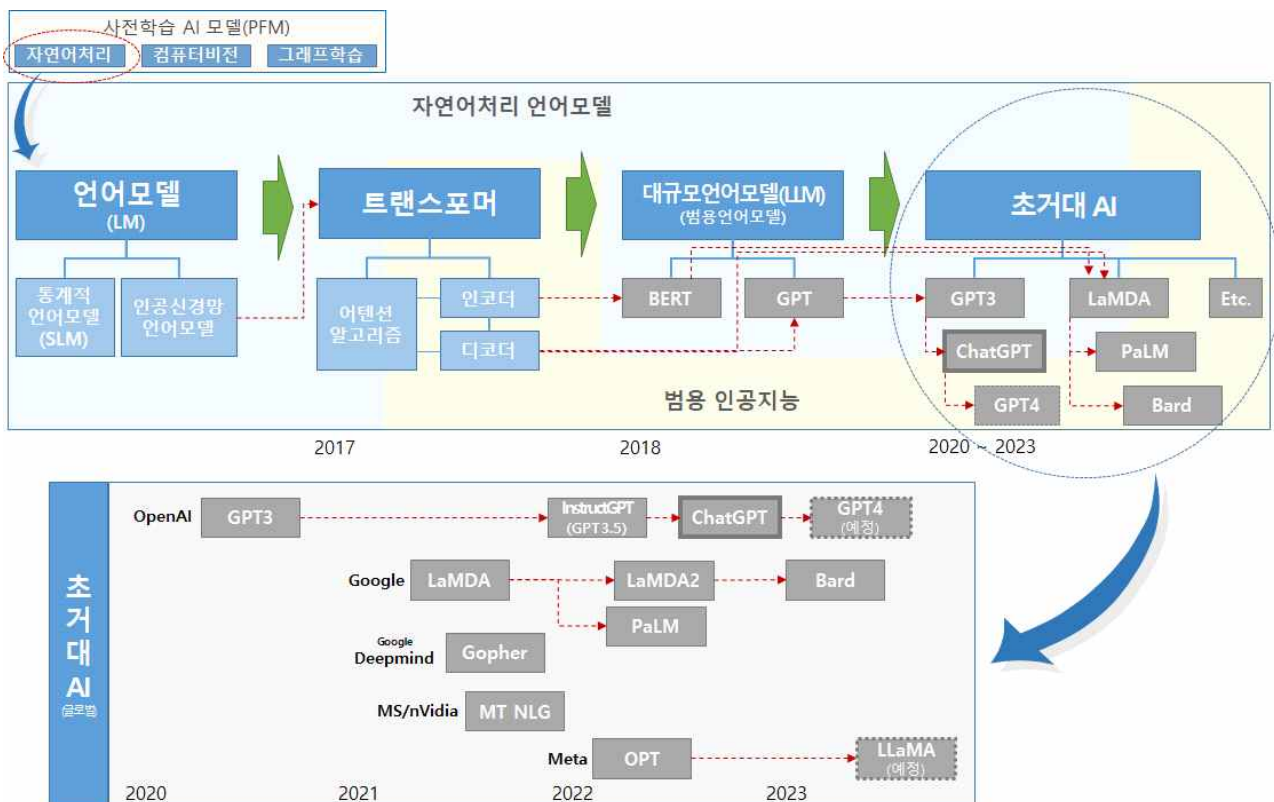 사전학습 AI 모델(PFM)
자연어처리 컴퓨터비전 그래프학습
자연어처리 언어모델
언어모델
(LM)
트랜스포머
대규모언어모델(LLM)
(범용언어모델)
초거대 AI
통계적
언어모델
(SLM)
인공신경망
언어모델
어텐션
알고리즘
인코더
디코더
BERT
GPT
GPT3
LaMDA
Etc.
ChatGPT
PaLM
GPT4
Bard
범용 인공지능
2017
2018
2020 ~ 2023
초
거
대
AI
(글로벌)
OpenAI
GPT3
InstructGPT
(GPT3.5)
ChatGPT
GPT4
(예정)
Google
LaMDA
LaMDA2
Bard
PaLM
Google
Deepmind
Gopher
MS/nVidia
MT NLG
Meta
OPT
LLaMA
(예정)
2020
2021
2022
2023